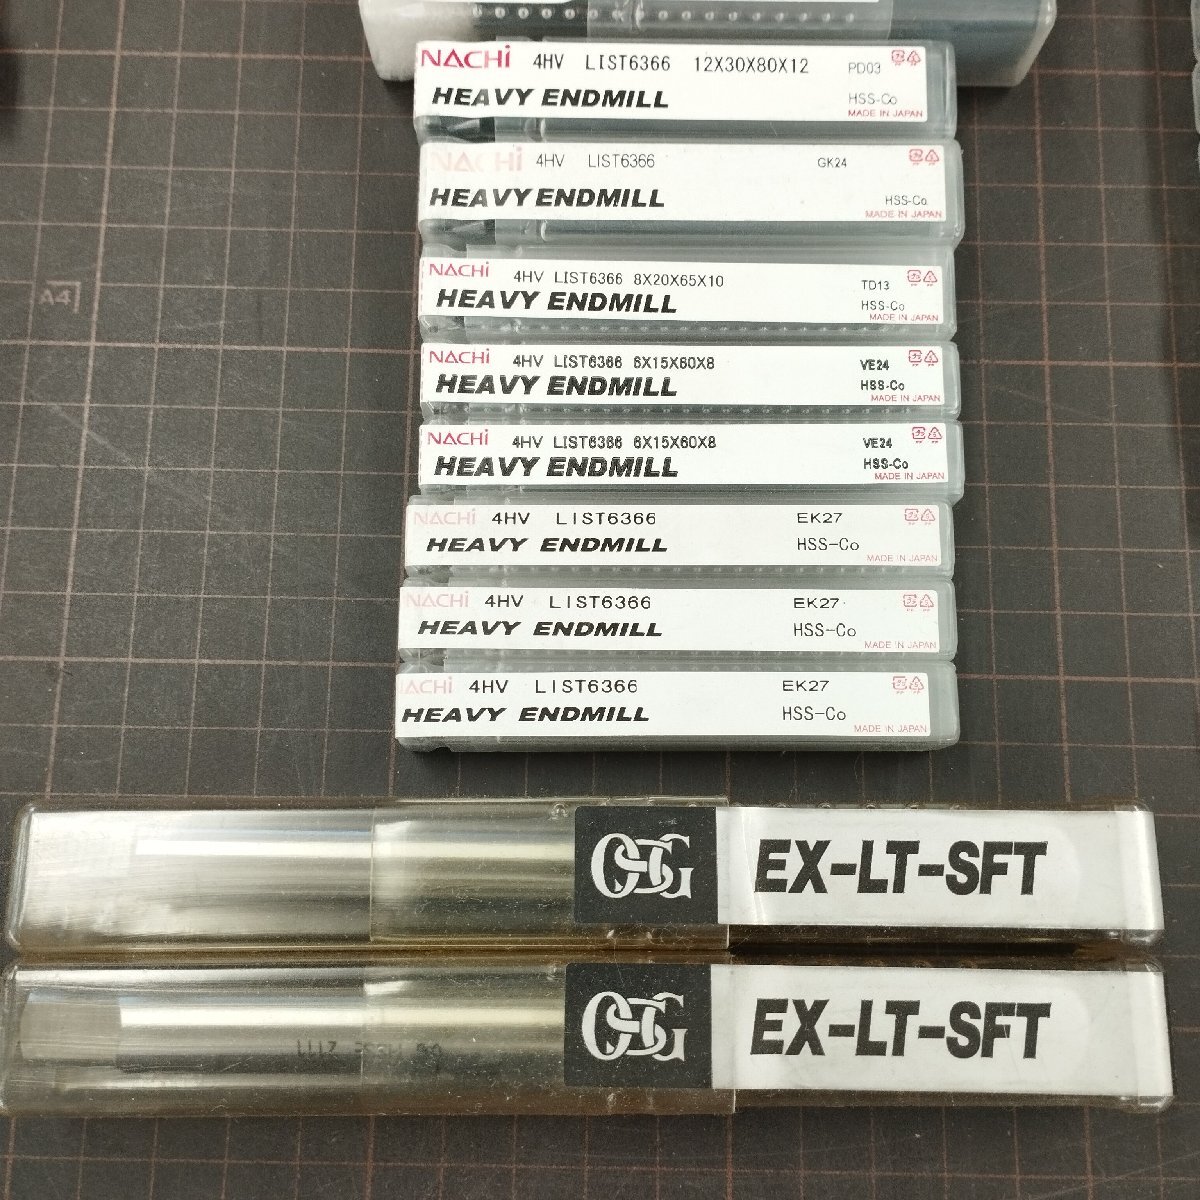 NACHi 4HV LIST6366 12X30X80X12 PD03
HEAVY ENDMILL HSS-Co
MADE IN JAPAN
NACHi 4HV LIST6366 GK24
HEAVY ENDMILL HSS-Co
MADE IN JAPAN
NACHi 4HV LIST6366 8X20X65X10 TD13
HEAVY ENDMILL HSS-Co
MADE IN JAPAN
NACHi 4HV LIST6366 6X15X60X8 VE24
HEAVY ENDMILL HSS-Co
MADE IN JAPAN
NACHi 4HV LIST6366 6X15X60X8 VE24
HEAVY ENDMILL HSS-Co
MADE IN JAPAN
NACHi 4HV LIST6366 EK27
HEAVY ENDMILL HSS-Co
MADE IN JAPAN
NACHi 4HV LIST6366 EK27
HEAVY ENDMILL HSS-Co
MADE IN JAPAN
NACHi 4HV LIST6366 EK27
HEAVY ENDMILL HSS-Co
MADE IN JAPAN
A4
OSG EX-LT-SFT
OSG EX-LT-SFT